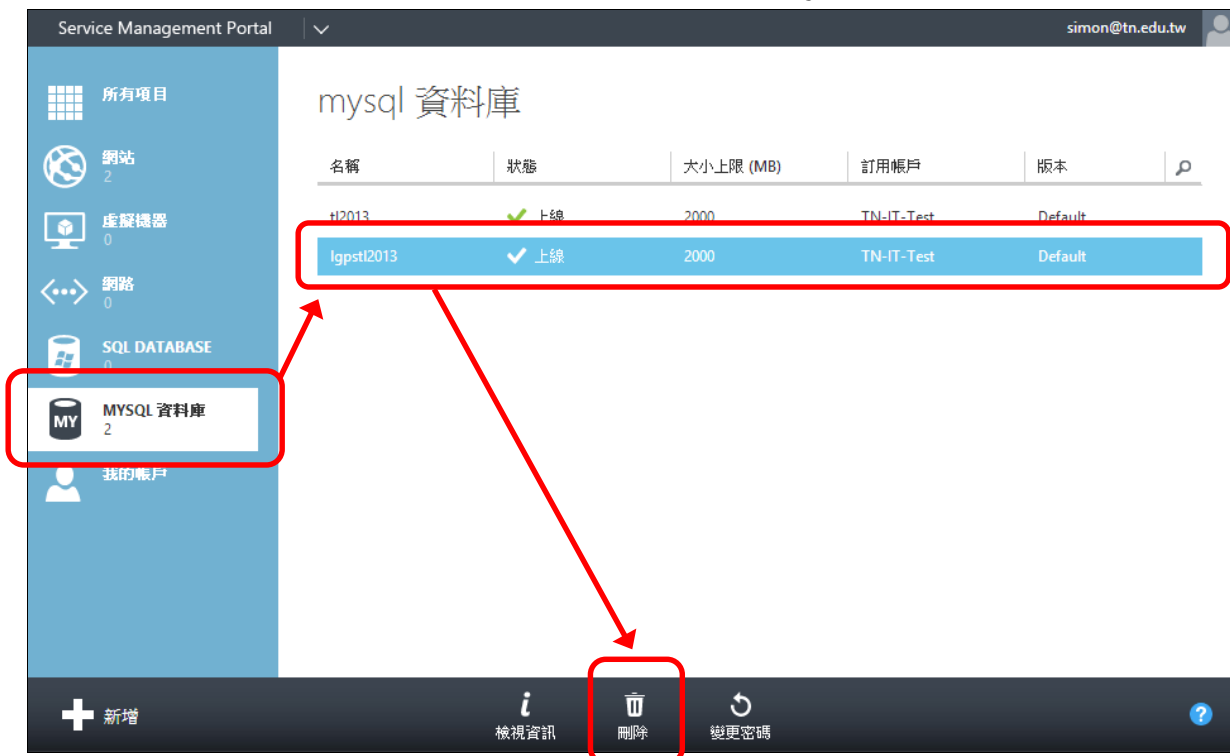 Service Management Portal
simon@tn.edu.tw
所有項目
網站
2
虛擬機器
0
網路
0
SQL DATABASE
0
MY
MYSQL 資料庫
2
我的帳戶
mysql 資料庫
名稱 狀態 大小上限 (MB) 訂用帳戶 版本
tl2013 上線 2000 TN-IT-Test Default
lgpstl2013 上線 2000 TN-IT-Test Default
新增
i
檢視資訊
刪除
變更密碼
?